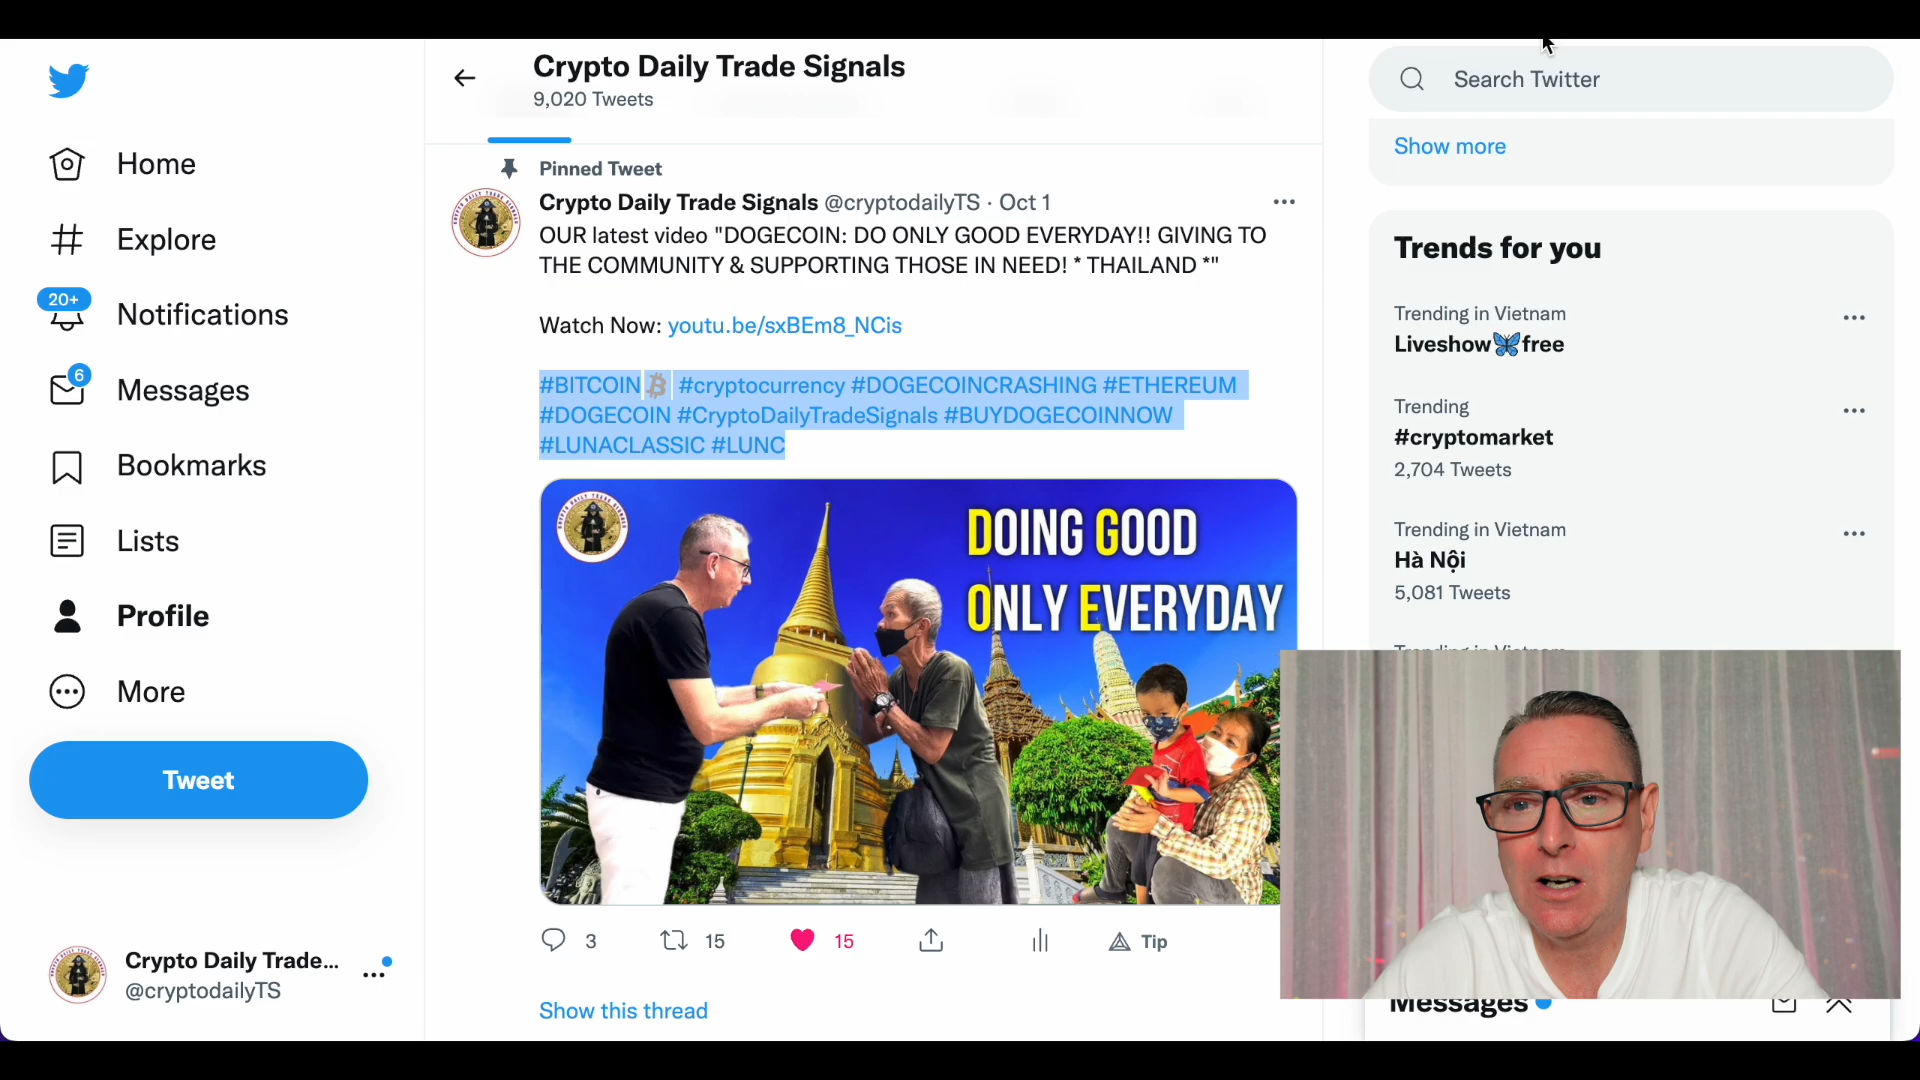 Home
Explore
20+
Notifications
6
Messages
Bookmarks
Lists
Profile
More
Tweet
Crypto Daily Trade...
@cryptodailyTS
Crypto Daily Trade Signals
9,020 Tweets
Pinned Tweet
Crypto Daily Trade Signals @cryptodailyTS · Oct 1
OUR latest video "DOGECOIN: DO ONLY GOOD EVERYDAY!! GIVING TO
THE COMMUNITY & SUPPORTING THOSE IN NEED! * THAILAND *"
Watch Now: youtu.be/sxBEm8_NCis
#BITCOIN #cryptocurrency #DOGECOINCRASHING #ETHEREUM
#DOGECOIN #CryptoDailyTradeSignals #BUYDOGECOINNOW
#LUNACLASSIC #LUNC
DOING GOOD
ONLY EVERYDAY
3 15 15 Tip
Show this thread
Search Twitter
Show more
Trends for you
Trending in Vietnam
Liveshow🦋free
Trending
#cryptomarket
2,704 Tweets
Trending in Vietnam
Hà Nội
5,081 Tweets
Trending in Vietnam
Messages